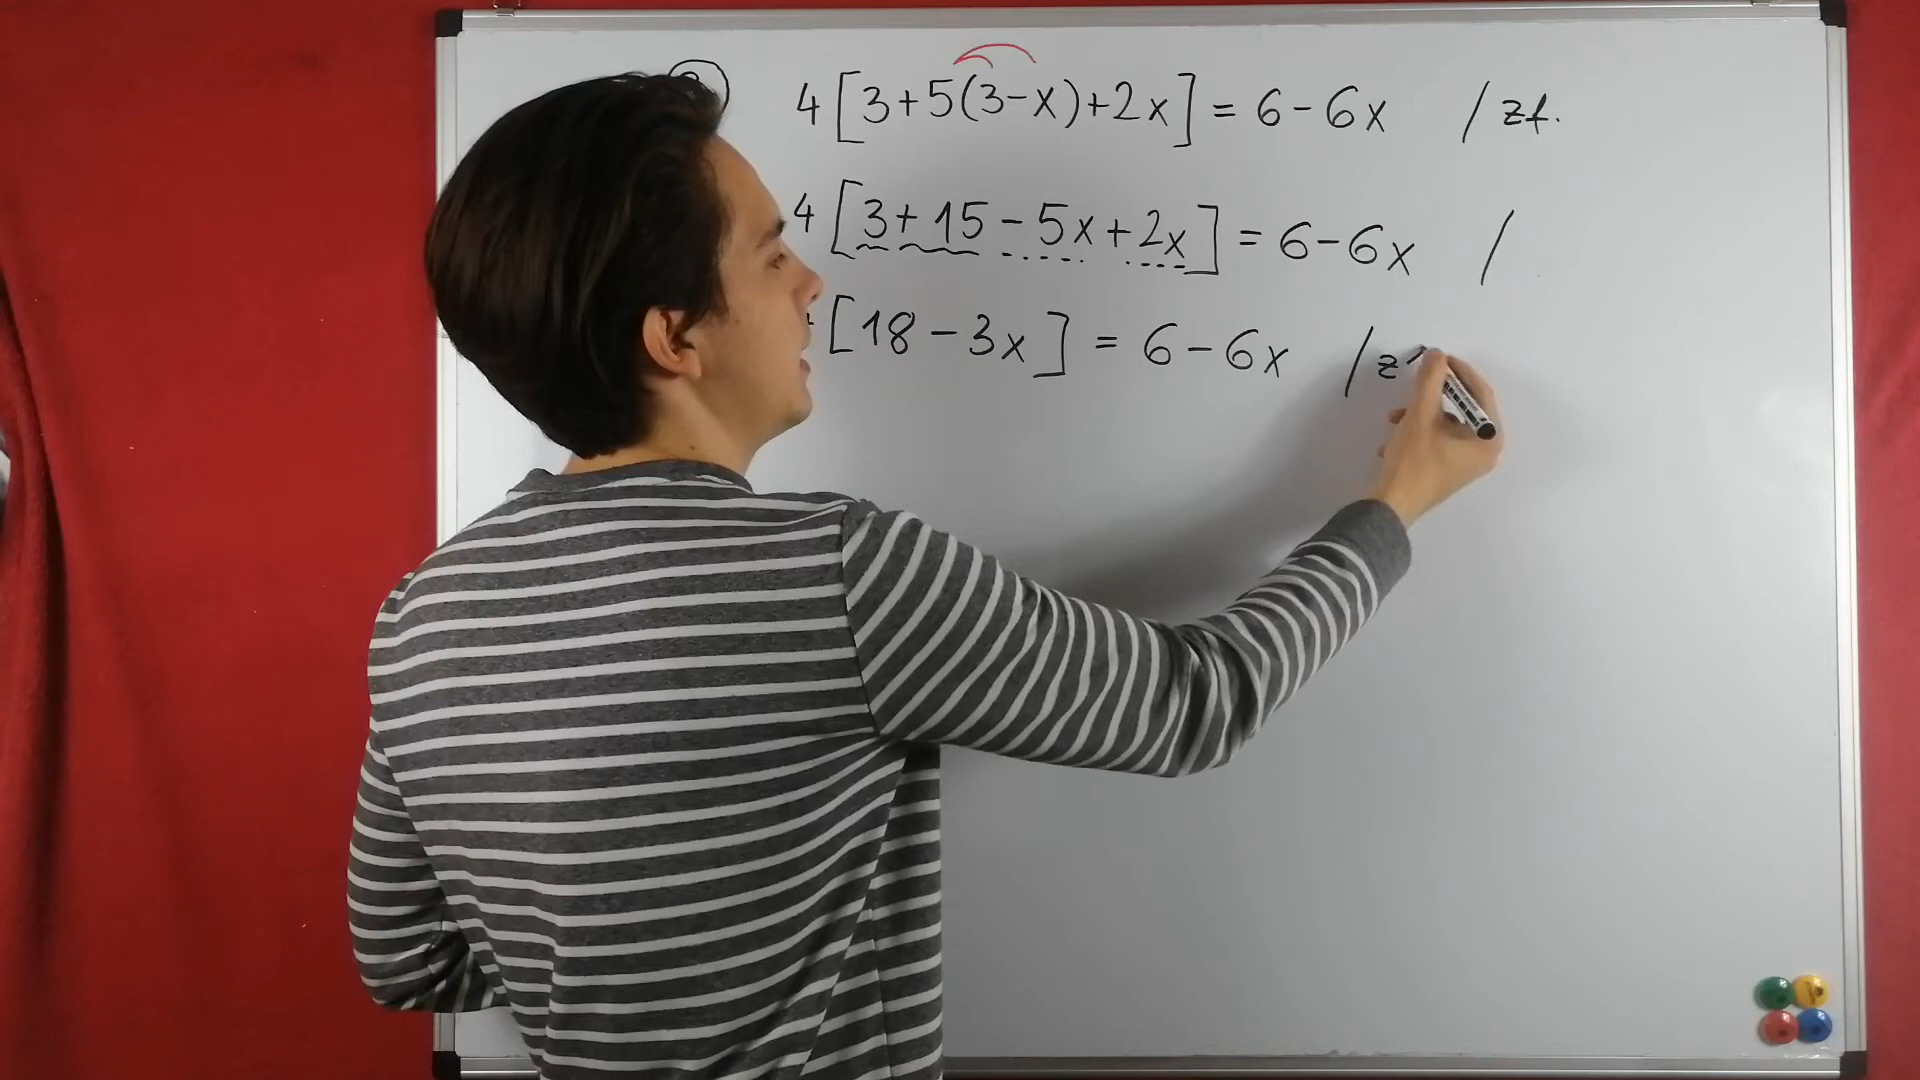 4[3+5(3-x)+2x] = 6-6x / zf.
4[3+15-5x+2x] = 6-6x /
[18-3x] = 6-6x / z